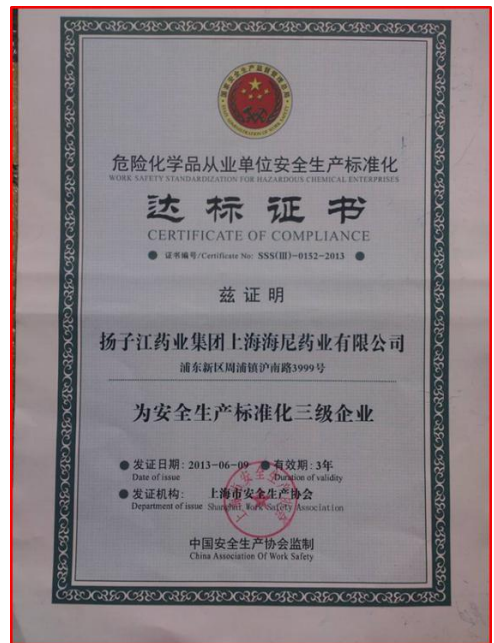 危险化学品从业单位安全生产标准化
WORK SAFETY STANDARDIZATION FOR HAZARDOUS CHEMICAL ENTERPRISES
达标证书
CERTIFICATE OF COMPLIANCE
● 证书编号/Certificate No: SSS(III)-0152-2013 ●
兹证明
扬子江药业集团上海海尼药业有限公司
浦东新区周浦镇沪南路3999号
为安全生产标准化三级企业
● 发证日期: 2013-06-09 ● 有效期: 3年
Date of issue Duration of validity
● 发证机构: 上海市安全生产协会
Department of issue Shanghai Work Safety Association
中国安全生产协会监制
China Association Of Work Safety